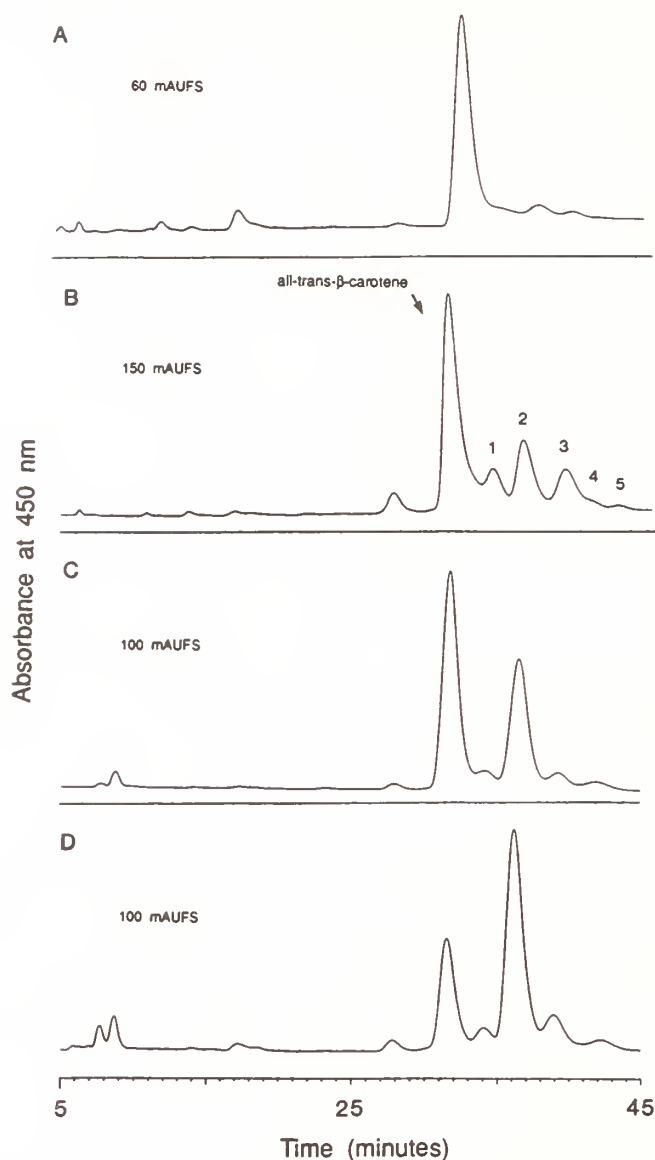 A
60 mAUFS
all-trans-β-carotene
B
150 mAUFS
1
2
3
4
5
C
100 mAUFS
D
100 mAUFS
Absorbance at 450 nm
5
25
45
Time (minutes)